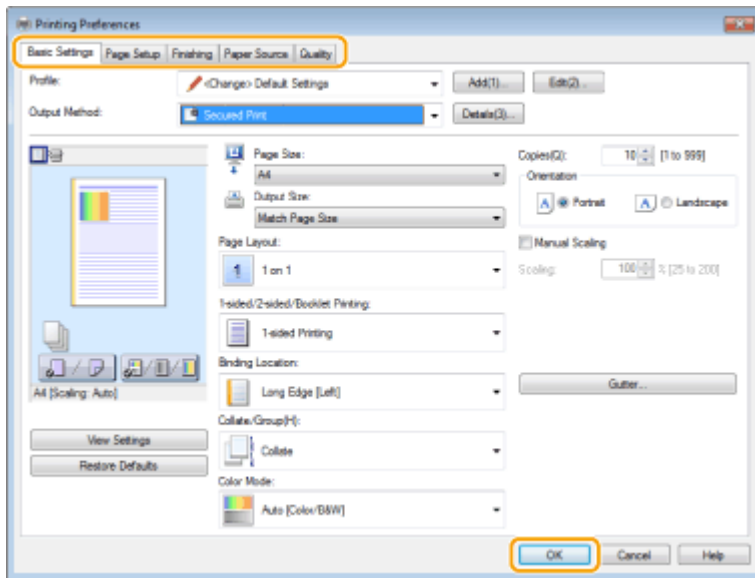 Printing Preferences
Basic Settings Page Setup Finishing Paper Source Quality
Profile: <Change> Default Settings Add(1)... Edit(2)...
Output Method: Secured Print Details(3)...
Page Size: Copies(Q): 10 [1 to 999]
A4 Orientation
Output Size: A Portrait A Landscape
Match Page Size
Page Layout: Manual Scaling
1 1 on 1 Scaling: 100 % [25 to 200]
1-sided/2-sided/Booklet Printing:
1-sided Printing
Binding Location:
A4 [Scaling: Auto] Long Edge [Left] Gutter...
Collate/Group(H):
View Settings Collate
Restore Defaults
Color Mode:
Auto [Color/B&W]
OK Cancel Help